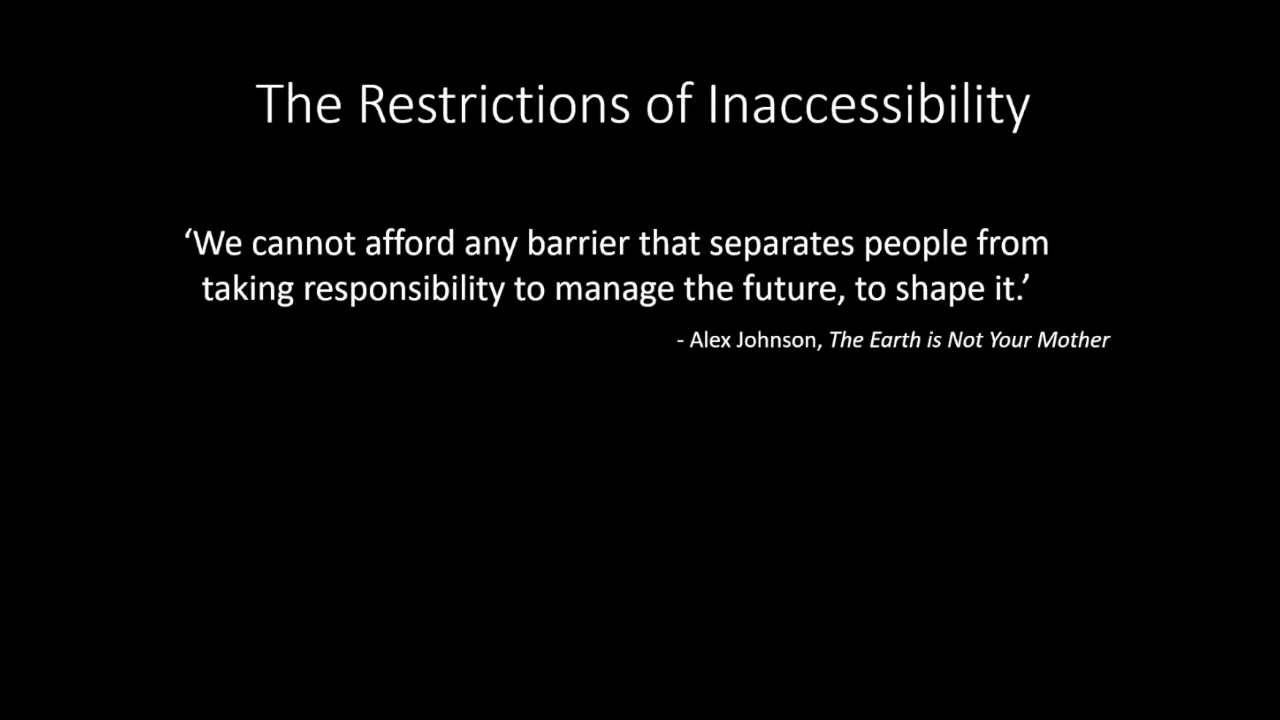 The Restrictions of Inaccessibility
‘We cannot afford any barrier that separates people from
taking responsibility to manage the future, to shape it.’
- Alex Johnson, The Earth is Not Your Mother